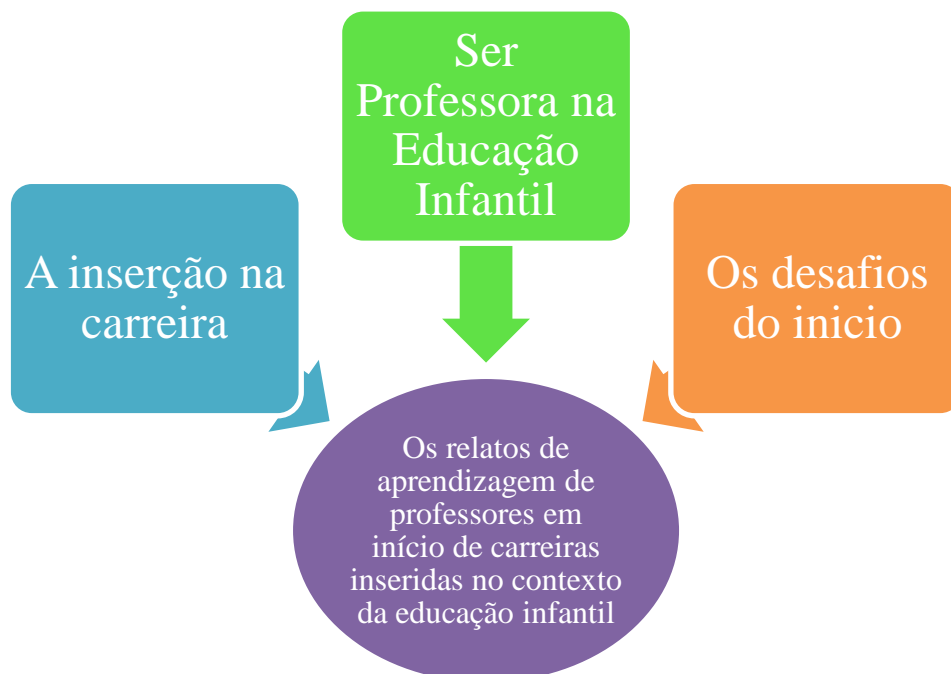 Ser
Professora na
Educação
Infantil
A inserção na
carreira
Os desafios
do inicio
Os relatos de
aprendizagem de
professores em
início de carreiras
inseridas no contexto
da educação infantil